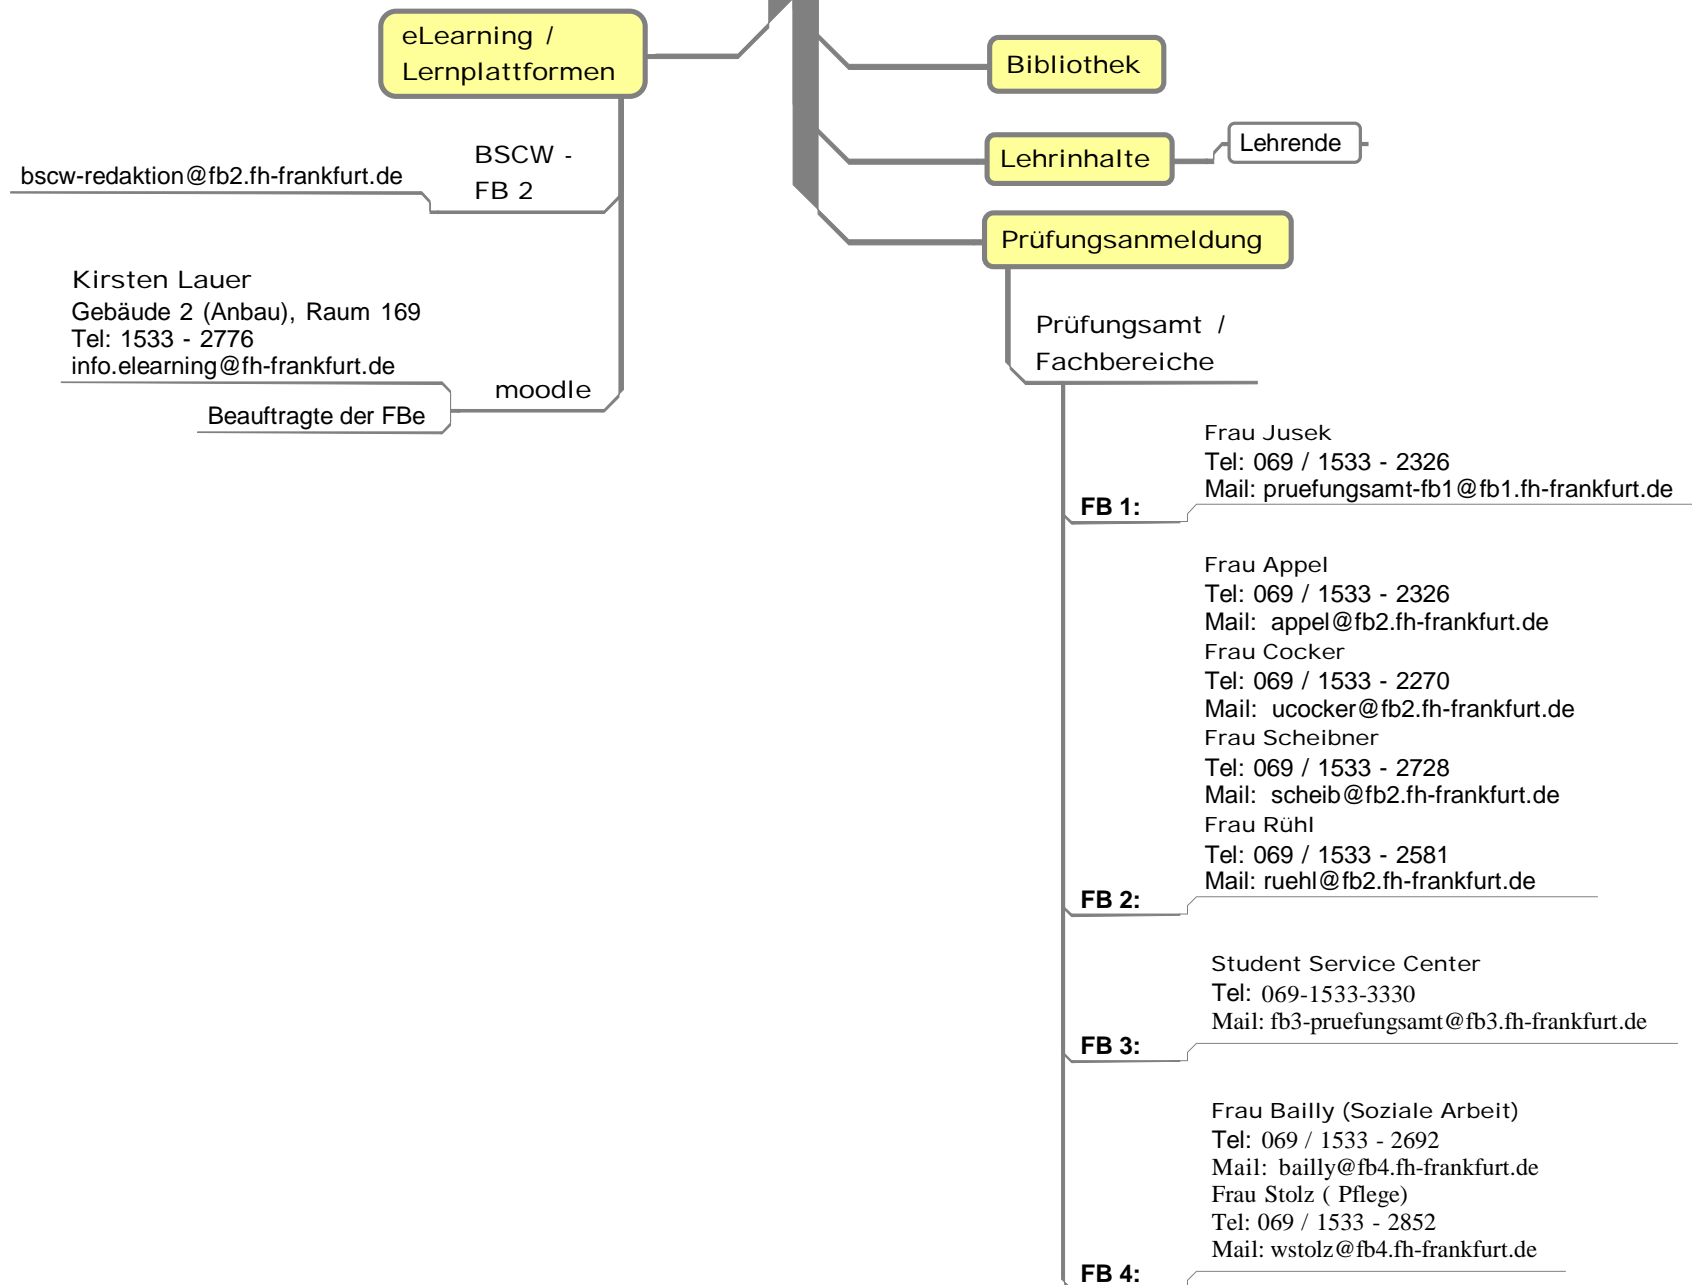 eLearning /
Lernplattformen
BSCW -
FB 2
bscw-redaktion@fb2.fh-frankfurt.de
Kirsten Lauer
Gebäude 2 (Anbau), Raum 169
Tel: 1533 - 2776
info.elearning@fh-frankfurt.de
moodle
Beauftragte der FBe
Bibliothek
Lehrinhalte
Lehrende
Prüfungsanmeldung
Prüfungsamt /
Fachbereiche
Frau Jusek
Tel: 069 / 1533 - 2326
Mail: pruefungsamt-fb1@fb1.fh-frankfurt.de
FB 1:
Frau Appel
Tel: 069 / 1533 - 2326
Mail: appel@fb2.fh-frankfurt.de
Frau Cocker
Tel: 069 / 1533 - 2270
Mail: ucocker@fb2.fh-frankfurt.de
Frau Scheibner
Tel: 069 / 1533 - 2728
Mail: scheib@fb2.fh-frankfurt.de
Frau Rühl
Tel: 069 / 1533 - 2581
Mail: ruehl@fb2.fh-frankfurt.de
FB 2:
Student Service Center
Tel: 069-1533-3330
Mail: fb3-pruefungsamt@fb3.fh-frankfurt.de
FB 3:
Frau Bailly (Soziale Arbeit)
Tel: 069 / 1533 - 2692
Mail: bailly@fb4.fh-frankfurt.de
Frau Stolz ( Pflege)
Tel: 069 / 1533 - 2852
Mail: wstolz@fb4.fh-frankfurt.de
FB 4: